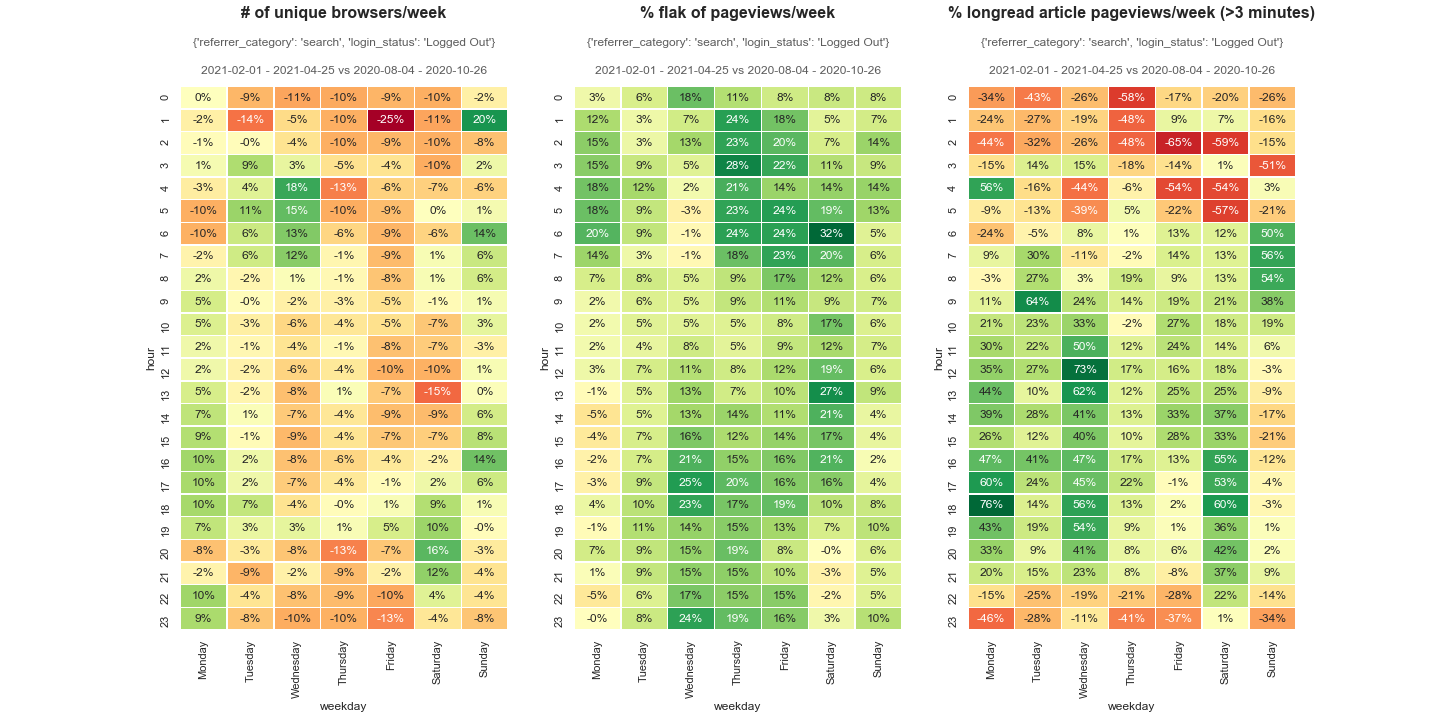 # of unique browsers/week % flak of pageviews/week % longread article pageviews/week (>3 minutes)
{'referrer_category': 'search', 'login_status': 'Logged Out'} {'referrer_category': 'search', 'login_status': 'Logged Out'} {'referrer_category': 'search', 'login_status': 'Logged Out'}
2021-02-01 - 2021-04-25 vs 2020-08-04 - 2020-10-26 2021-02-01 - 2021-04-25 vs 2020-08-04 - 2020-10-26 2021-02-01 - 2021-04-25 vs 2020-08-04 - 2020-10-26
0 0% -9% -11% -10% -9% -10% -2% 0 3% 6% 18% 11% 8% 8% 8% 0 -34% -43% -26% -58% -17% -20% -26%
1 -2% -14% -5% -10% -25% -11% 20% 1 12% 3% 7% 24% 18% 5% 7% 1 -24% -27% -19% -48% 9% 7% -16%
2 -1% -0% -4% -10% -9% -10% -8% 2 15% 3% 13% 23% 20% 7% 14% 2 -44% -32% -26% -48% -65% -59% -15%
3 1% 9% 3% -5% -4% -10% 2% 3 15% 9% 5% 28% 22% 11% 9% 3 -15% 14% 15% -18% -14% 1% -51%
4 -3% 4% 18% -13% -6% -7% -6% 4 18% 12% 2% 21% 14% 14% 14% 4 56% -16% -44% -6% -54% -54% 3%
5 -10% 11% 15% -10% -9% 0% 1% 5 18% 9% -3% 23% 24% 19% 13% 5 -9% -13% -39% 5% -22% -57% -21%
6 -10% 6% 13% -6% -9% -6% 14% 6 20% 9% -1% 24% 24% 32% 5% 6 -24% -5% 8% 1% 13% 12% 50%
7 -2% 6% 12% -1% -9% 1% 6% 7 14% 3% -1% 18% 23% 20% 6% 7 9% 30% -11% -2% 14% 13% 56%
8 2% -2% 1% -1% -8% 1% 6% 8 7% 8% 5% 9% 17% 12% 6% 8 -3% 27% 3% 19% 9% 13% 54%
9 5% -0% -2% -3% -5% -1% 1% 9 2% 6% 5% 9% 11% 9% 7% 9 11% 64% 24% 14% 19% 21% 38%
10 5% -3% -6% -4% -5% -7% 3% 10 2% 5% 5% 5% 8% 17% 6% 10 21% 23% 33% -2% 27% 18% 19%
11 2% -1% -4% -1% -8% -7% -3% 11 2% 4% 8% 5% 9% 12% 7% 11 30% 22% 50% 12% 24% 14% 6%
hour hour hour
12 2% -2% -6% -4% -10% -10% 1% 12 3% 7% 11% 8% 12% 19% 6% 12 35% 27% 73% 17% 16% 18% -3%
13 5% -2% -8% 1% -7% -15% 0% 13 -1% 5% 13% 7% 10% 27% 9% 13 44% 10% 62% 12% 25% 25% -9%
14 7% 1% -7% -4% -9% -9% 6% 14 -5% 5% 13% 14% 11% 21% 4% 14 39% 28% 41% 13% 33% 37% -17%
15 9% -1% -9% -4% -7% -7% 8% 15 -4% 7% 16% 12% 14% 17% 4% 15 26% 12% 40% 10% 28% 33% -21%
16 10% 2% -8% -6% -4% -2% 14% 16 -2% 7% 21% 15% 16% 21% 2% 16 47% 41% 47% 17% 13% 55% -12%
17 10% 2% -7% -4% -1% 2% 6% 17 -3% 9% 25% 20% 16% 16% 4% 17 60% 24% 45% 22% -1% 53% -4%
18 10% 7% -4% -0% 1% 9% 1% 18 4% 10% 23% 17% 19% 10% 8% 18 76% 14% 56% 13% 2% 60% -3%
19 7% 3% 3% 1% 5% 10% -0% 19 -1% 11% 14% 15% 13% 7% 10% 19 43% 19% 54% 9% 1% 36% 1%
20 -8% -3% -8% -13% -7% 16% -3% 20 7% 9% 15% 19% 8% -0% 6% 20 33% 9% 41% 8% 6% 42% 2%
21 -2% -9% -2% -9% -2% 12% -4% 21 1% 9% 15% 15% 10% -3% 5% 21 20% 15% 23% 8% -8% 37% 9%
22 10% -4% -8% -9% -10% 4% -4% 22 -5% 6% 17% 15% 15% -2% 5% 22 -15% -25% -19% -21% -28% 22% -14%
23 9% -8% -10% -10% -13% -4% -8% 23 -0% 8% 24% 19% 16% 3% 10% 23 -46% -28% -11% -41% -37% 1% -34%
Monday Tuesday Wednesday Thursday Friday Saturday Sunday Monday Tuesday Wednesday Thursday Friday Saturday Sunday Monday Tuesday Wednesday Thursday Friday Saturday Sunday
weekday weekday weekday